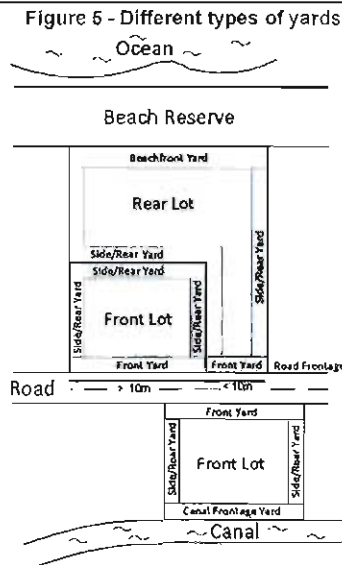 Figure 5 - Different types of yards
Ocean
Beach Reserve
Beachfront Yard
Rear Lot
Side/Rear Yard
Side/Rear Yard
Side/Rear Yard
Side/Rear Yard
Front Lot
Side/Rear Yard
Front Yard
Front Yard
Road Frontage
Road
> 10m
< 10m
Front Yard
Side/Rear Yard
Front Lot
Side/Rear Yard
Canal Frontage Yard
Canal